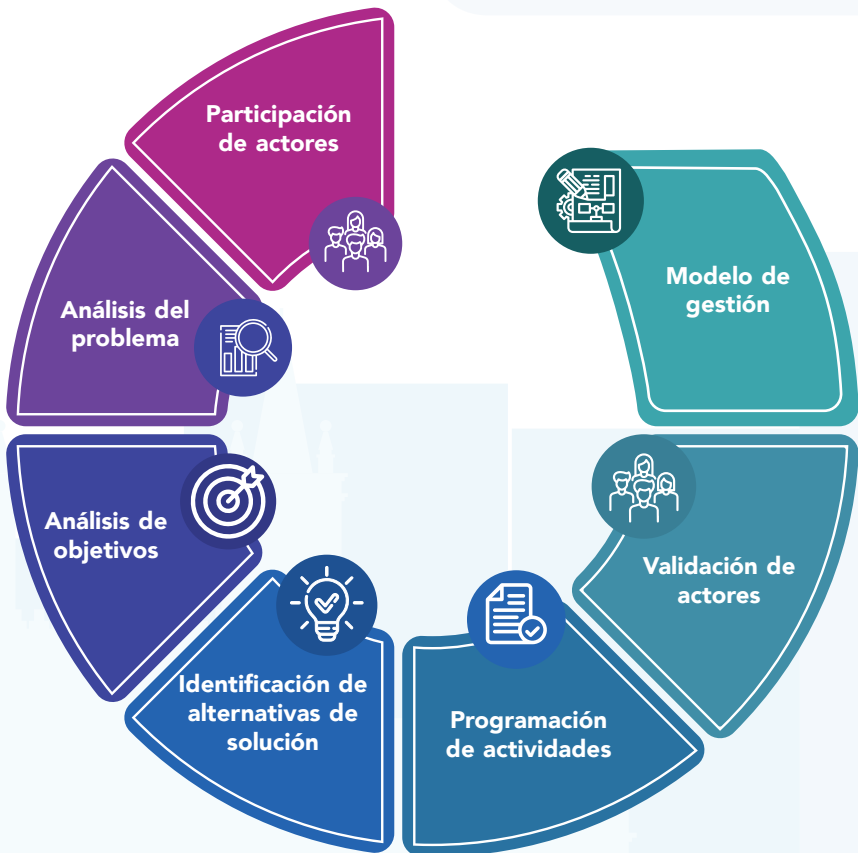 Participación
de actores
Análisis del
problema
Análisis de
objetivos
Identificación de
alternativas de
solución
Programación
de actividades
Validación de
actores
Modelo de
gestión